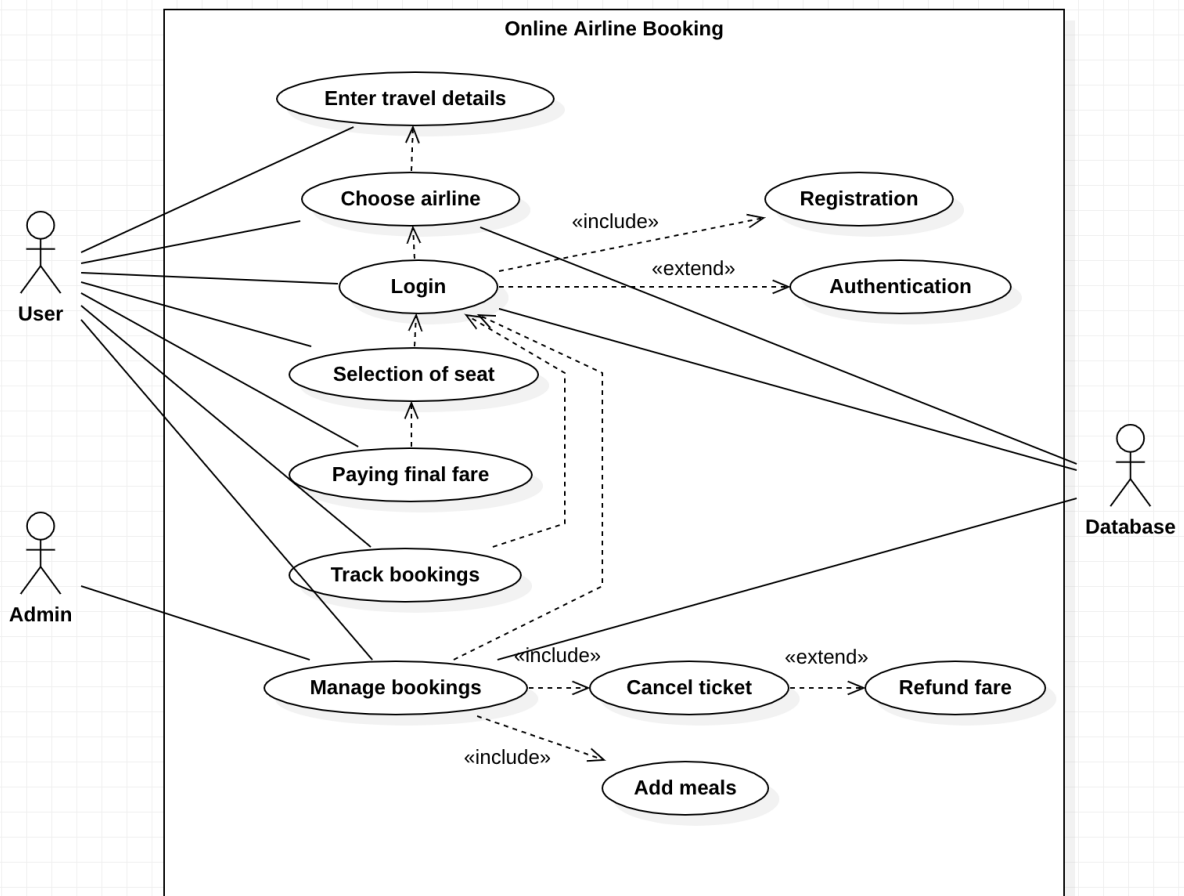 Online Airline Booking
Enter travel details
Choose airline
Registration
«include»
«extend»
Login
Authentication
User
Selection of seat
Paying final fare
Database
Track bookings
Admin
«include»
«extend»
Manage bookings
Cancel ticket
Refund fare
«include»
Add meals